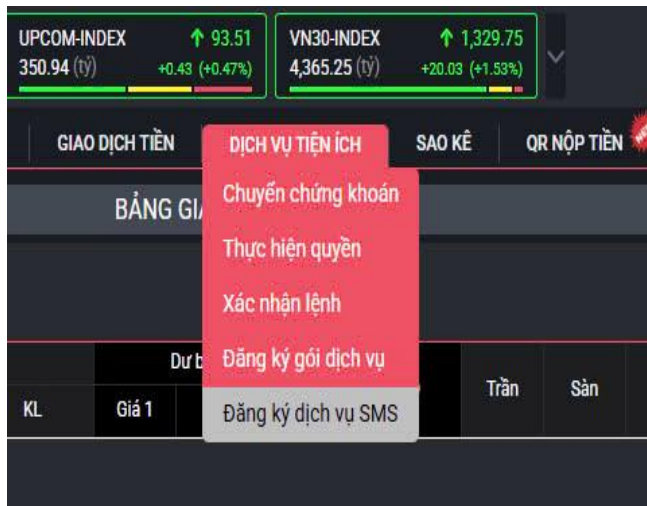 UPCOM-INDEX ↑ 93.51
350.94 (tỷ) +0.43 (+0.47%)
VN30-INDEX ↑ 1,329.75
4,365.25 (tỷ) +20.03 (+1.53%)
GIAO DỊCH TIỀN DỊCH VỤ TIỆN ÍCH SAO KÊ QR NỘP TIỀN
BẢNG
Chuyển chứng khoán
Thực hiện quyền
Xác nhận lệnh
Đăng ký gói dịch vụ
Đăng ký dịch vụ SMS
Dư
KL Giá 1 Trần Sàn